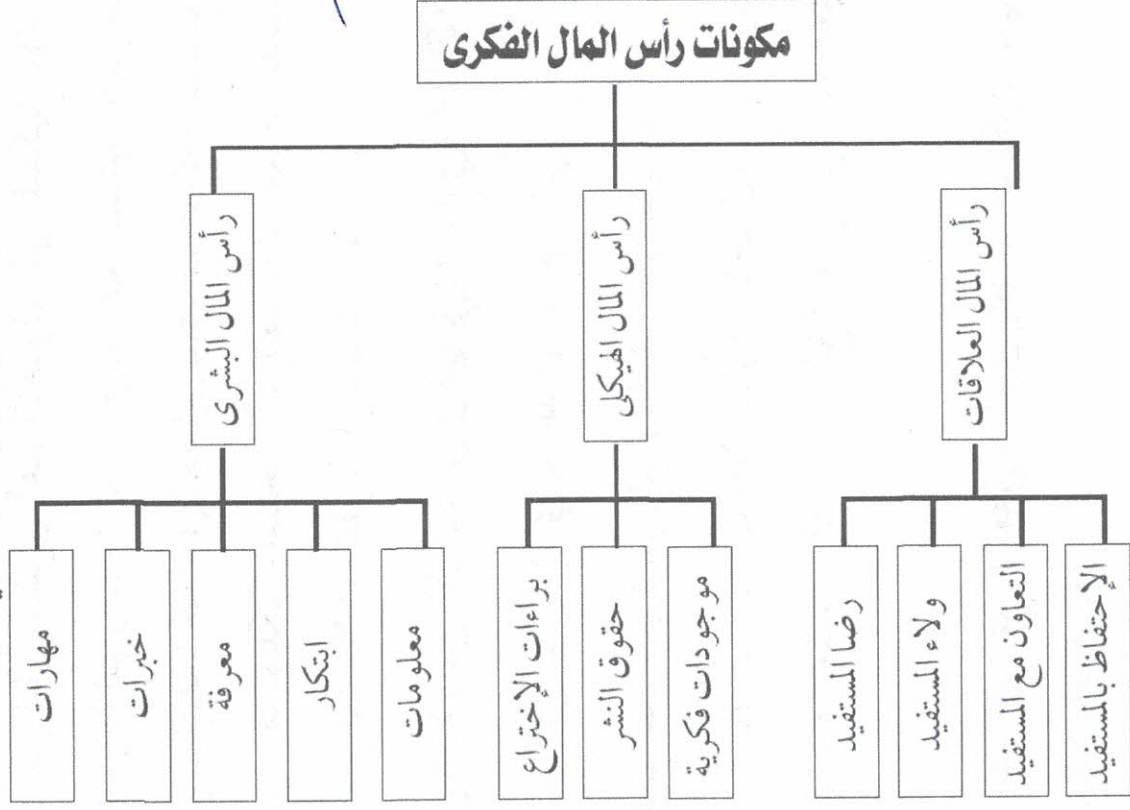 مكونات رأس المال الفكرى
رأس المال العلاقات
رأس المال الهيكلى
رأس المال البشرى
الإحتفاظ بالمستفيد
التعاون مع المستفيد
ولاء المستفيد
رضا المستفيد
موجودات فكرية
حقوق النشر
براءات الإختراع
معلومات
ابتكار
معرفة
خبرات
مهارات